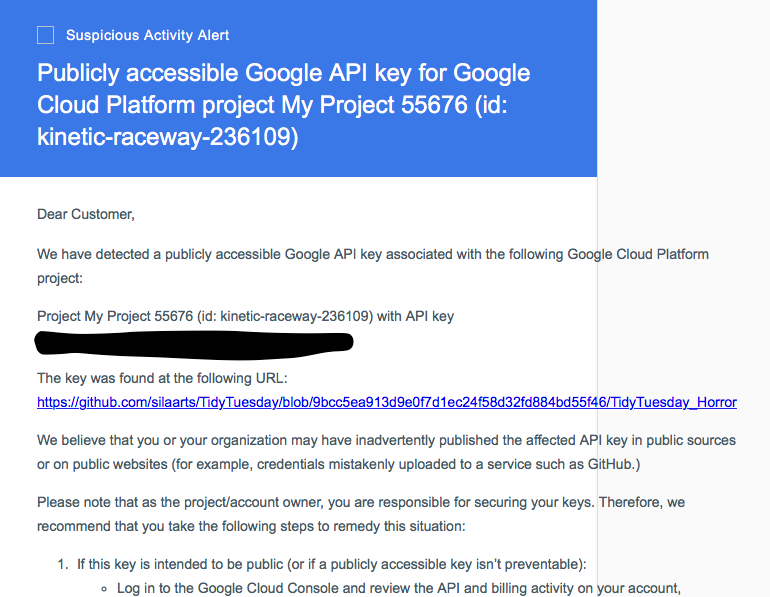 Suspicious Activity Alert
Publicly accessible Google API key for Google
Cloud Platform project My Project 55676 (id:
kinetic-raceway-236109)
Dear Customer,
We have detected a publicly accessible Google API key associated with the following Google Cloud Platform
project:
Project My Project 55676 (id: kinetic-raceway-236109) with API key
The key was found at the following URL:
https://github.com/silaarts/TidyTuesday/blob/9bcc5ea913d9e0f7d1ec24f58d32fd884bd55f46/TidyTuesday_Horror
We believe that you or your organization may have inadvertently published the affected API key in public sources
or on public websites (for example, credentials mistakenly uploaded to a service such as GitHub.)
Please note that as the project/account owner, you are responsible for securing your keys. Therefore, we
recommend that you take the following steps to remedy this situation:
1. If this key is intended to be public (or if a publicly accessible key isn’t preventable):
◦ Log in to the Google Cloud Console and review the API and billing activity on your account,